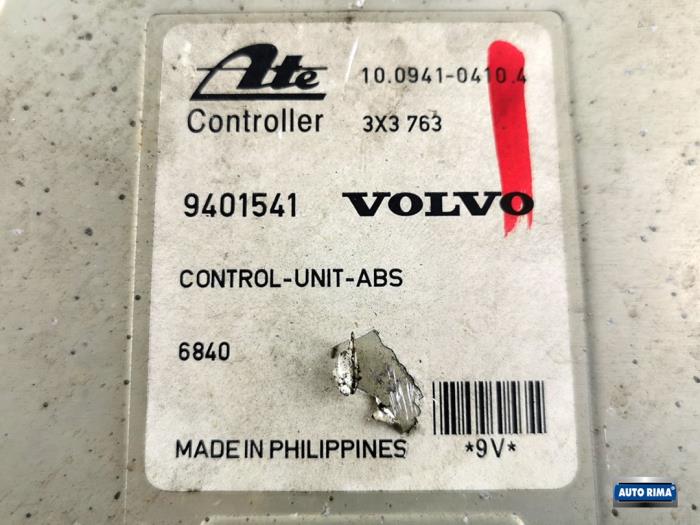 Ate 10.0941-0410.4
Controller 3X3 763
9401541 VOLVO
CONTROL-UNIT-ABS
6840
*9V*
MADE IN PHILIPPINES
AUTO RIMA